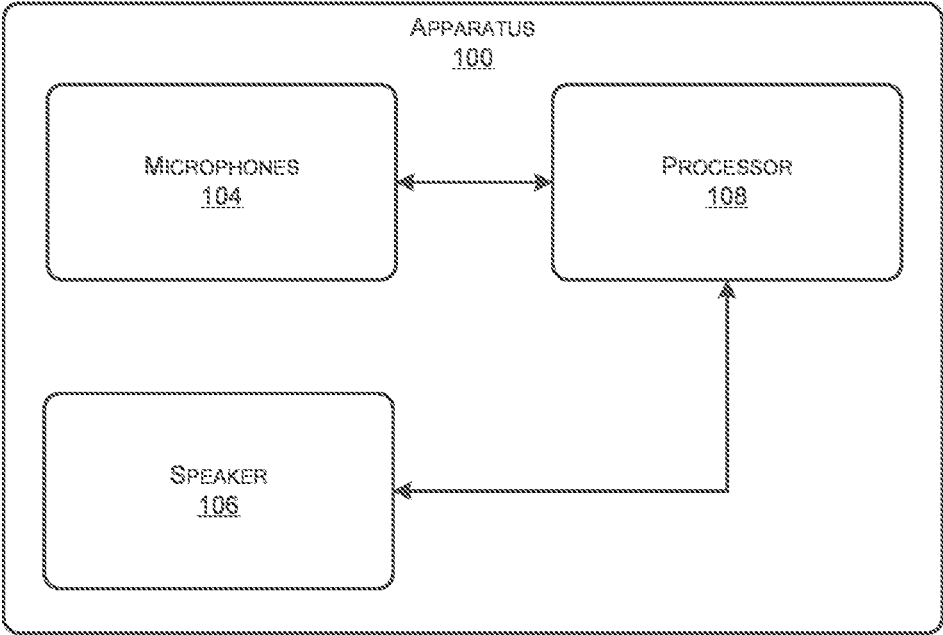 APPARATUS
100
MICROPHONES
104
PROCESSOR
108
SPEAKER
106